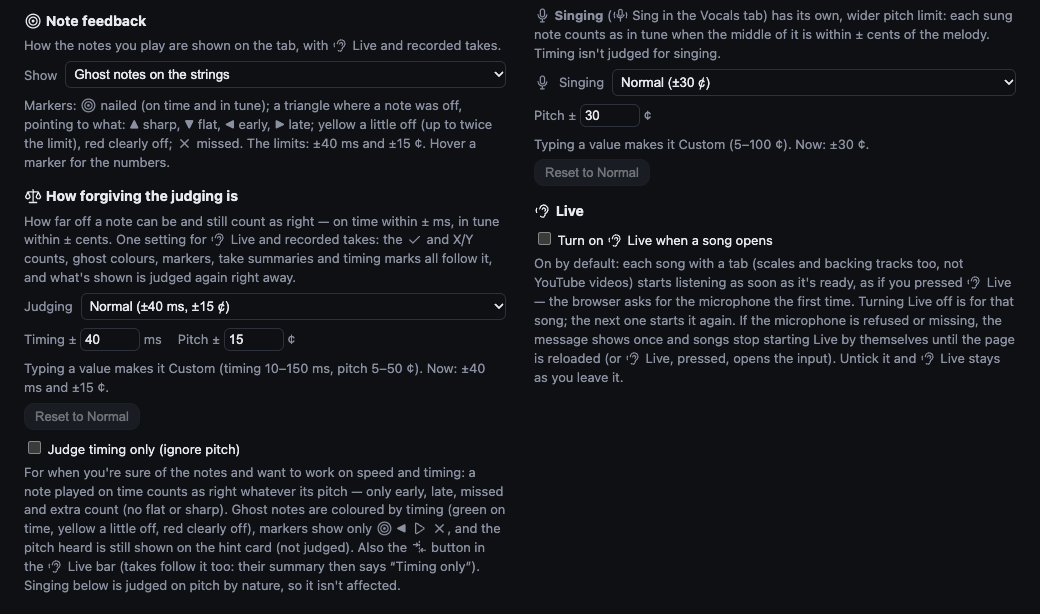 Note feedback
How the notes you play are shown on the tab, with Live and recorded takes.
Show Ghost notes on the strings
Markers: nailed (on time and in tune); a triangle where a note was off,
pointing to what: ▲ sharp, ▼ flat, ◀ early, ▶ late; yellow a little off (up to twice
the limit), red clearly off; ✕ missed. The limits: ±40 ms and ±15 ¢. Hover a
marker for the numbers.
How forgiving the judging is
How far off a note can be and still count as right — on time within ± ms, in tune
within ± cents. One setting for Live and recorded takes: the ✓ and X/Y
counts, ghost colours, markers, take summaries and timing marks all follow it,
and what's shown is judged again right away.
Judging Normal (±40 ms, ±15 ¢)
Timing ± 40 ms Pitch ± 15 ¢
Typing a value makes it Custom (timing 10–150 ms, pitch 5–50 ¢). Now: ±40
ms and ±15 ¢.
Reset to Normal
Judge timing only (ignore pitch)
For when you're sure of the notes and want to work on speed and timing: a
note played on time counts as right whatever its pitch — only early, late, missed
and extra count (no flat or sharp). Ghost notes are coloured by timing (green on
time, yellow a little off, red clearly off), markers show only ◀ ▷ ✕, and the
pitch heard is still shown on the hint card (not judged). Also the button in
the Live bar (takes follow it too: their summary then says "Timing only").
Singing below is judged on pitch by nature, so it isn't affected.
Singing (Sing in the Vocals tab) has its own, wider pitch limit: each sung
note counts as in tune when the middle of it is within ± cents of the melody.
Timing isn't judged for singing.
Singing Normal (±30 ¢)
Pitch ± 30 ¢
Typing a value makes it Custom (5–100 ¢). Now: ±30 ¢.
Reset to Normal
Live
Turn on Live when a song opens
On by default: each song with a tab (scales and backing tracks too, not
YouTube videos) starts listening as soon as it's ready, as if you pressed Live
— the browser asks for the microphone the first time. Turning Live off is for that
song; the next one starts it again. If the microphone is refused or missing, the
message shows once and songs stop starting Live by themselves until the page
is reloaded (or Live, pressed, opens the input). Untick it and Live stays
as you leave it.